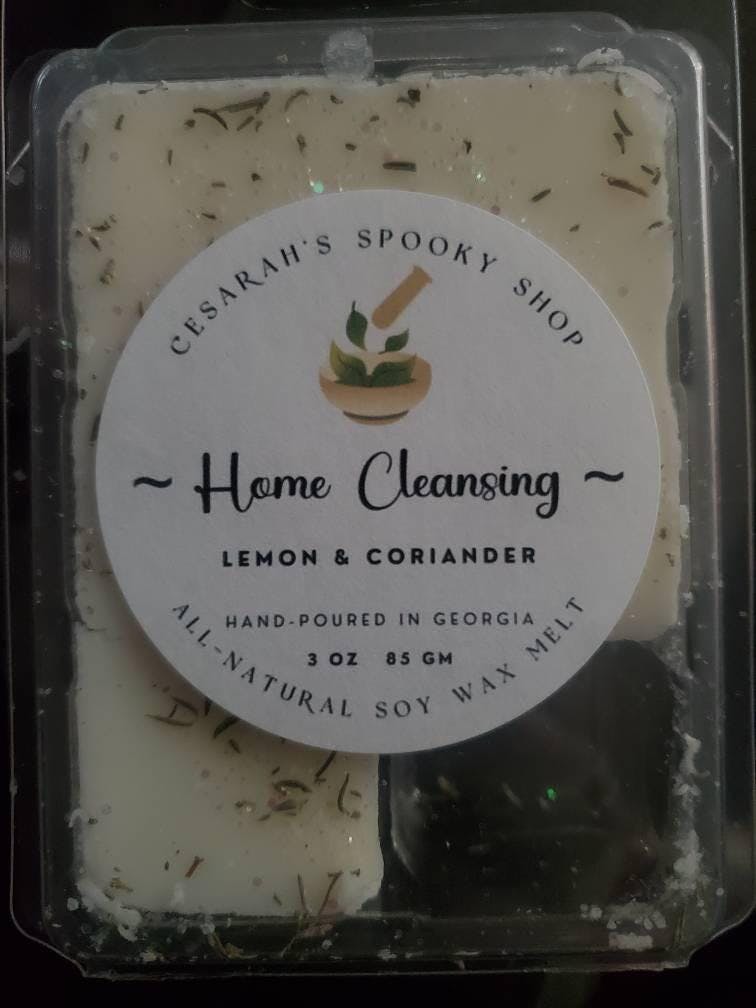 CESARAH'S SPOOKY SHOP
~ Home Cleansing ~
LEMON & CORIANDER
HAND-POURED IN GEORGIA
3 OZ 85 GM
ALL-NATURAL SOY WAX MELT